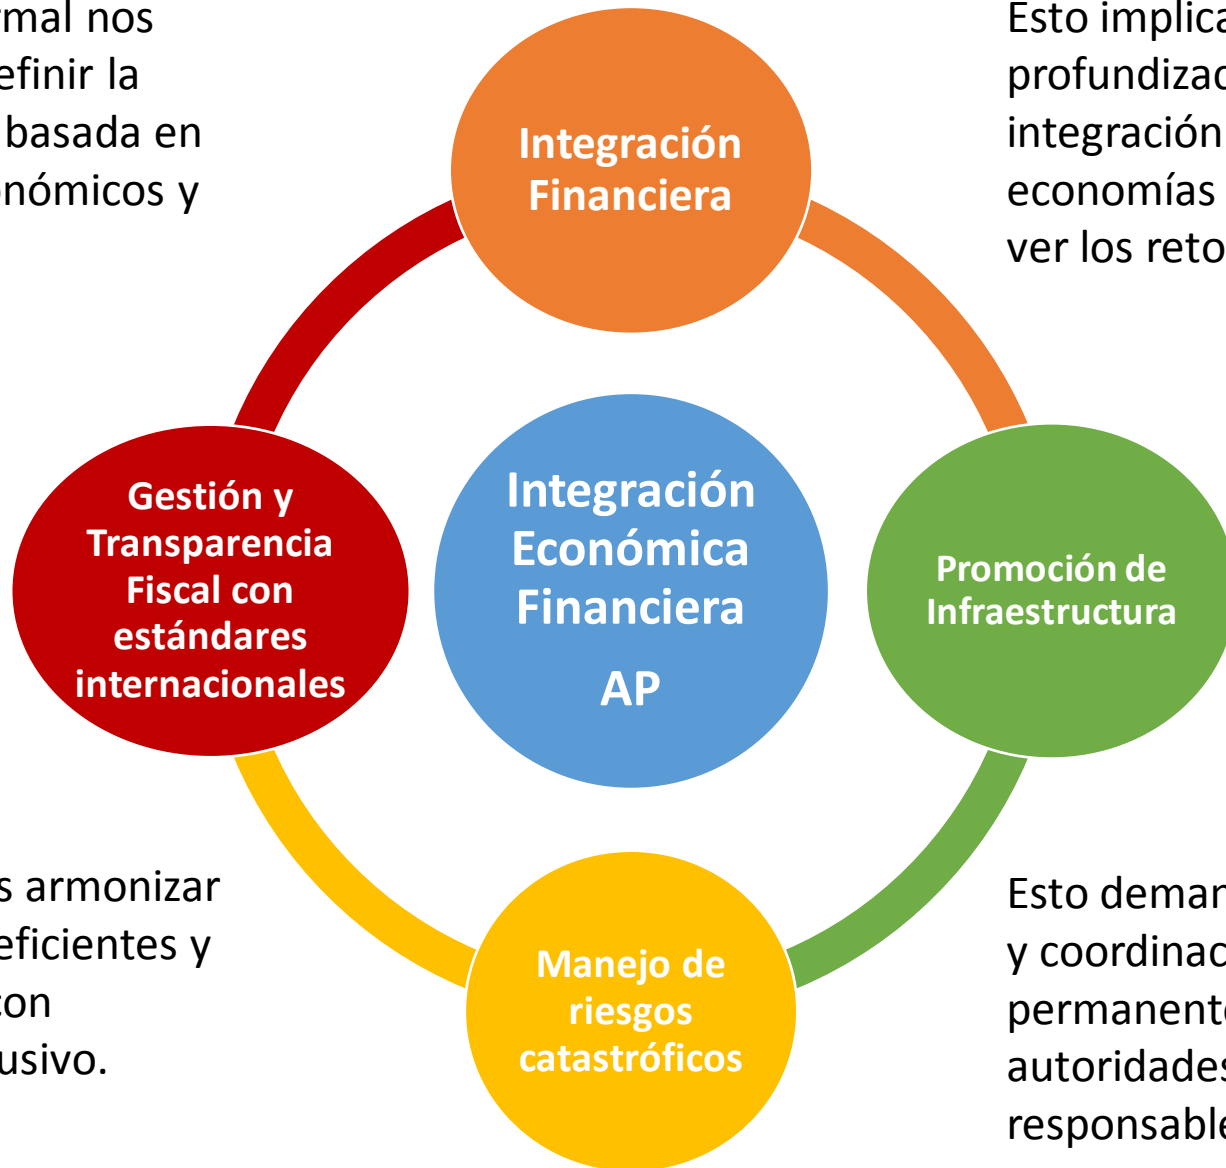 rmal nos
efinir la
basada en
onómicos y
Esto implica
profundizac
integración
economías
ver los reto
Integración
Financiera
Gestión y
Transparencia
Fiscal con
estándares
internacionales
Integración
Económica
Financiera
AP
Promoción de
Infraestructura
s armonizar
eficientes y
con
usivo.
Manejo de
riesgos
catastróficos
Esto deman
y coordinac
permanente
autoridades
responsable